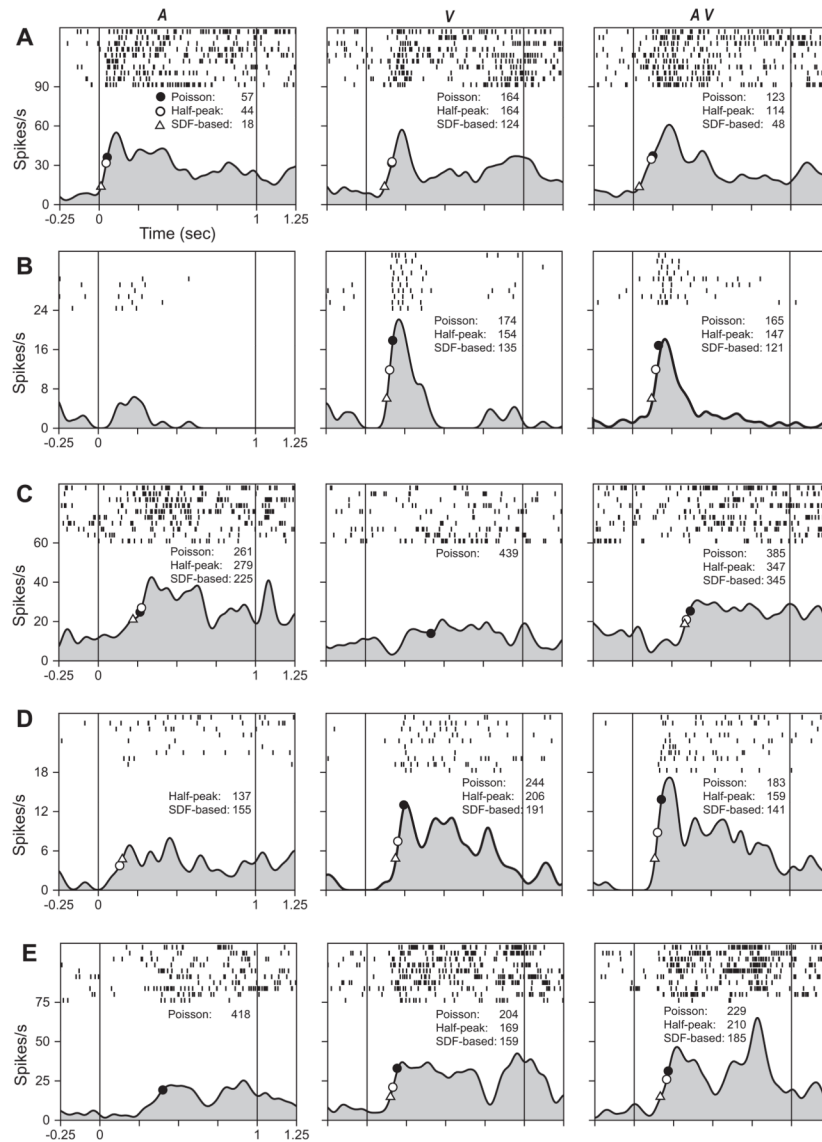 A V A V
A
90
60
30
0
Spikes/s
Poisson: 57
Half-peak: 44
SDF-based: 18
Poisson: 164
Half-peak: 164
SDF-based: 124
Poisson: 123
Half-peak: 114
SDF-based: 48
-0.25 0 1 1.25
Time (sec)
B
24
16
8
0
Spikes/s
Poisson: 174
Half-peak: 154
SDF-based: 135
Poisson: 165
Half-peak: 147
SDF-based: 121
-0.25 0 1 1.25
C
60
40
20
0
Spikes/s
Poisson: 261
Half-peak: 279
SDF-based: 225
Poisson: 439
Poisson: 385
Half-peak: 347
SDF-based: 345
-0.25 0 1 1.25
D
18
12
6
0
Spikes/s
Half-peak: 137
SDF-based: 155
Poisson: 244
Half-peak: 206
SDF-based: 191
Poisson: 183
Half-peak: 159
SDF-based: 141
-0.25 0 1 1.25
E
75
50
25
0
Spikes/s
Poisson: 418
Poisson: 204
Half-peak: 169
SDF-based: 159
Poisson: 229
Half-peak: 210
SDF-based: 185
-0.25 0 1 1.25